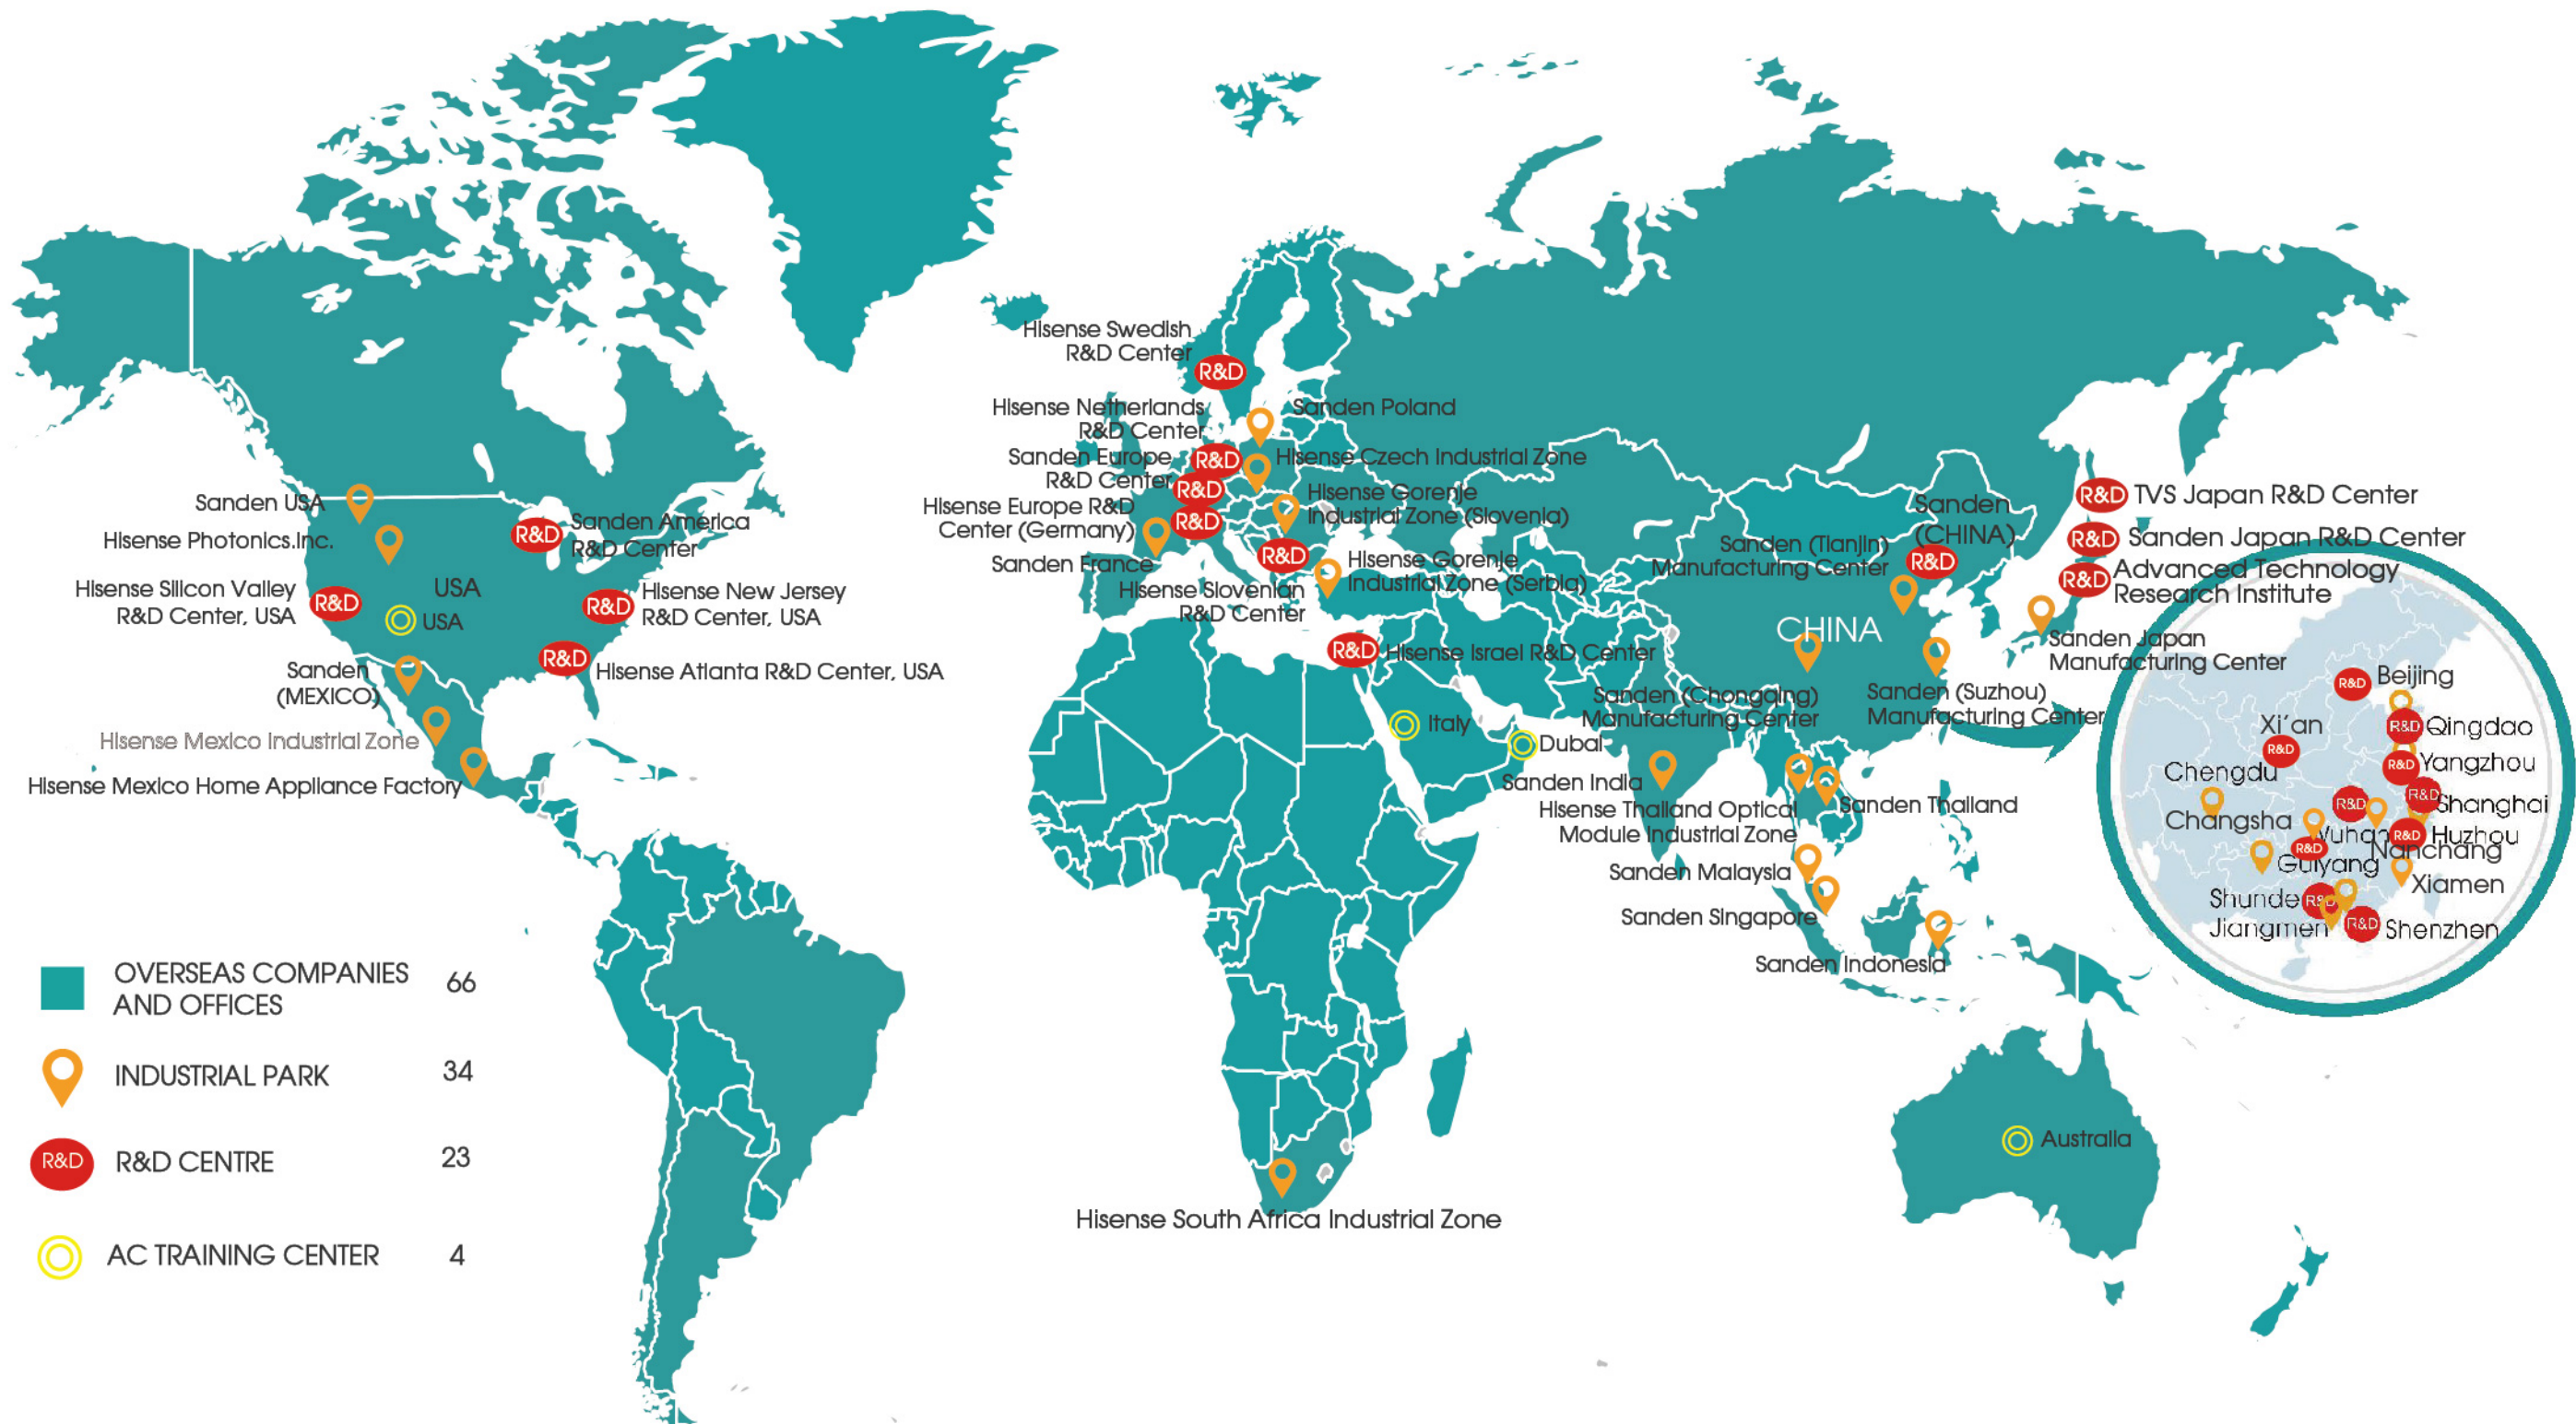 Hisense Swedish
R&D Center
R&D
Hisense Netherlands
R&D Center
Sanden Poland
Sanden Europe
R&D Center
R&D
Hisense Czech Industrial Zone
R&D
Hisense Europe R&D
Center (Germany)
R&D
Hisense Gorenje
Industrial Zone (Slovenia)
Sanden France
R&D
Hisense Slovenian
R&D Center
Hisense Gorenje
Industrial Zone (Serbia)
R&D
Hisense Israel R&D Center
Sanden USA
Hisense Photonics.Inc.
R&D
Sanden America
R&D Center
Hisense Silicon Valley
R&D Center, USA
R&D
USA
USA
R&D
Hisense New Jersey
R&D Center, USA
R&D
Hisense Atlanta R&D Center, USA
Sanden
(MEXICO)
Hisense Mexico Industrial Zone
Hisense Mexico Home Appliance Factory
Italy
Dubai
Sanden
(CHINA)
R&D
Sanden (Tianjin)
Manufacturing Center
CHINA
Sanden (Chongqing)
Manufacturing Center
Sanden (Suzhou)
Manufacturing Center
R&D
TVS Japan R&D Center
R&D
Sanden Japan R&D Center
R&D
Advanced Technology
Research Institute
Sanden Japan
Manufacturing Center
Sanden India
Hisense Thailand Optical
Module Industrial Zone
Sanden Thailand
Sanden Malaysia
Sanden Singapore
Sanden Indonesia
R&D
Beijing
Xi'an
R&D
R&D
Qingdao
Chengdu
R&D
Yangzhou
R&D
R&D
Shanghai
Changsha
Wuhan
R&D
Huzhou
R&D
Nanchang
Guiyang
Xiamen
Shunde
R&D
Jiangmen
R&D
Shenzhen
Australia
Hisense South Africa Industrial Zone
OVERSEAS COMPANIES
AND OFFICES
66
INDUSTRIAL PARK
34
R&D
R&D CENTRE
23
AC TRAINING CENTER
4